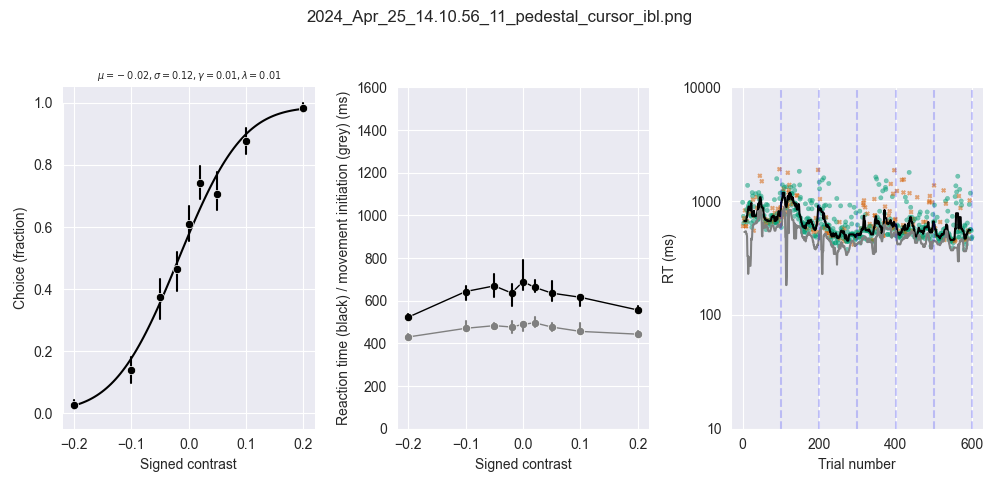 2024_Apr_25_14.10.56_11_pedestal_cursor_ibl.png
μ = − 0.02, σ = 0.12, γ = 0.01, λ = 0.01
Choice (fraction)
1.0
0.8
0.6
0.4
0.2
0.0
−0.2 −0.1 0.0 0.1 0.2
Signed contrast
Reaction time (black) / movement initiation (grey) (ms)
1600
1400
1200
1000
800
600
400
200
0
−0.2 −0.1 0.0 0.1 0.2
Signed contrast
RT (ms)
10000
1000
100
10
0 200 400 600
Trial number